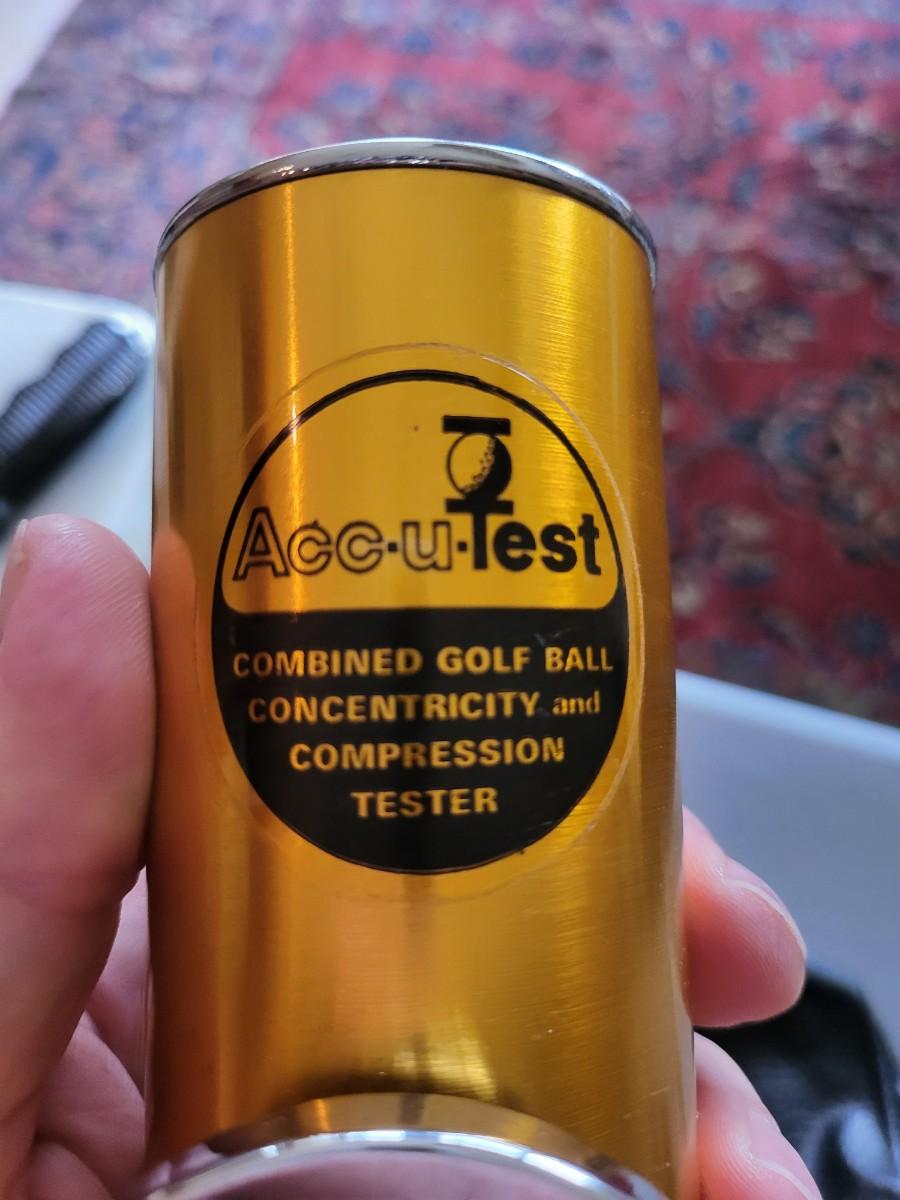 Acc·u·Test
COMBINED GOLF BALL
CONCENTRICITY and
COMPRESSION
TESTER